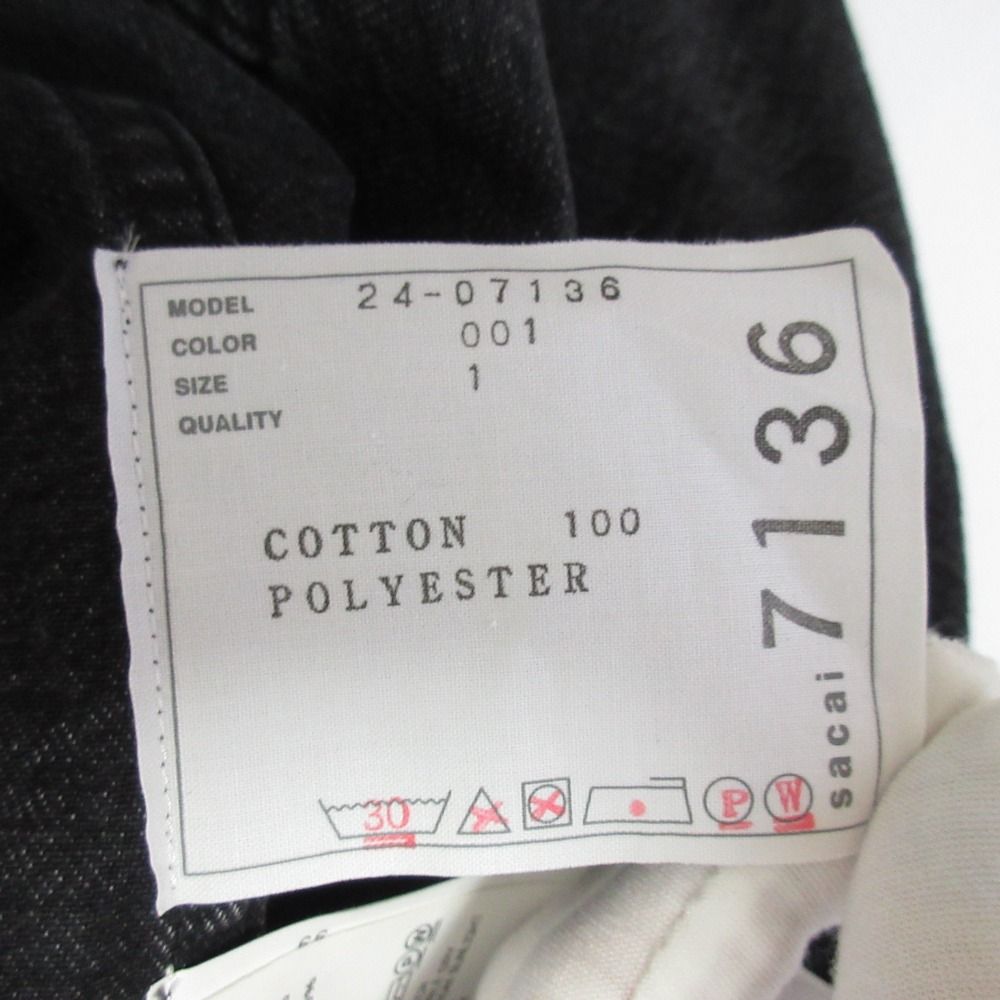 MODEL 24-07136
COLOR 001
SIZE 1
QUALITY
COTTON 100
POLYESTER
30 P W
sacai 7136